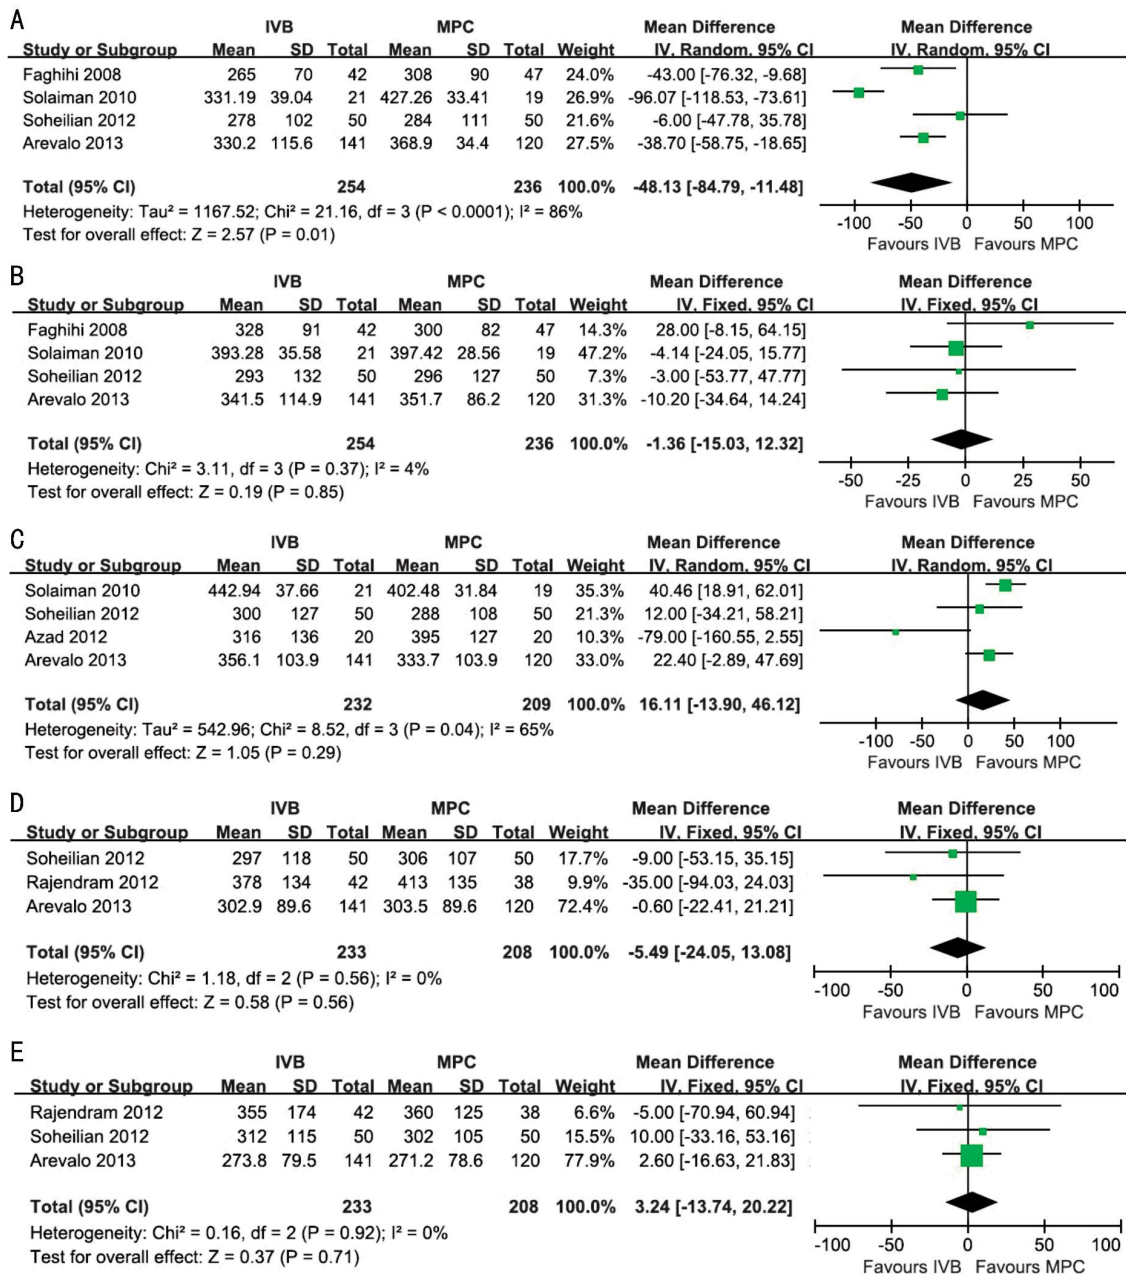 A
IVB MPC Mean Difference Mean Difference
Study or Subgroup Mean SD Total Mean SD Total Weight IV, Random, 95% CI IV, Random, 95% CI
Faghihi 2008 265 70 42 308 90 47 24.0% -43.00 [-76.32, -9.68]
Solaiman 2010 331.19 39.04 21 427.26 33.41 19 26.9% -96.07 [-118.53, -73.61]
Soheilian 2012 278 102 50 284 111 50 21.6% -6.00 [-47.78, 35.78]
Arevalo 2013 330.2 115.6 141 368.9 34.4 120 27.5% -38.70 [-58.75, -18.65]
Total (95% CI) 254 236 100.0% -48.13 [-84.79, -11.48]
Heterogeneity: Tau² = 1167.52; Chi² = 21.16, df = 3 (P < 0.0001); I² = 86%
Test for overall effect: Z = 2.57 (P = 0.01)
-100 -50 0 50 100
Favours IVB Favours MPC
B
IVB MPC Mean Difference Mean Difference
Study or Subgroup Mean SD Total Mean SD Total Weight IV, Fixed, 95% CI IV, Fixed, 95% CI
Faghihi 2008 328 91 42 300 82 47 14.3% 28.00 [-8.15, 64.15]
Solaiman 2010 393.28 35.58 21 397.42 28.56 19 47.2% -4.14 [-24.05, 15.77]
Soheilian 2012 293 132 50 296 127 50 7.3% -3.00 [-53.77, 47.77]
Arevalo 2013 341.5 114.9 141 351.7 86.2 120 31.3% -10.20 [-34.64, 14.24]
Total (95% CI) 254 236 100.0% -1.36 [-15.03, 12.32]
Heterogeneity: Chi² = 3.11, df = 3 (P = 0.37); I² = 4%
Test for overall effect: Z = 0.19 (P = 0.85)
-50 -25 0 25 50
Favours IVB Favours MPC
C
IVB MPC Mean Difference Mean Difference
Study or Subgroup Mean SD Total Mean SD Total Weight IV, Random, 95% CI IV, Random, 95% CI
Solaiman 2010 442.94 37.66 21 402.48 31.84 19 35.3% 40.46 [18.91, 62.01]
Soheilian 2012 300 127 50 288 108 50 21.3% 12.00 [-34.21, 58.21]
Azad 2012 316 136 20 395 127 20 10.3% -79.00 [-160.55, 2.55]
Arevalo 2013 356.1 103.9 141 333.7 103.9 120 33.0% 22.40 [-2.89, 47.69]
Total (95% CI) 232 209 100.0% 16.11 [-13.90, 46.12]
Heterogeneity: Tau² = 542.96; Chi² = 8.52, df = 3 (P = 0.04); I² = 65%
Test for overall effect: Z = 1.05 (P = 0.29)
-100 -50 0 50 100
Favours IVB Favours MPC
D
IVB MPC Mean Difference Mean Difference
Study or Subgroup Mean SD Total Mean SD Total Weight IV, Fixed, 95% CI IV, Fixed, 95% CI
Soheilian 2012 297 118 50 306 107 50 17.7% -9.00 [-53.15, 35.15]
Rajendram 2012 378 134 42 413 135 38 9.9% -35.00 [-94.03, 24.03]
Arevalo 2013 302.9 89.6 141 303.5 89.6 120 72.4% -0.60 [-22.41, 21.21]
Total (95% CI) 233 208 100.0% -5.49 [-24.05, 13.08]
Heterogeneity: Chi² = 1.18, df = 2 (P = 0.56); I² = 0%
Test for overall effect: Z = 0.58 (P = 0.56)
-100 -50 0 50 100
Favours IVB Favours MPC
E
IVB MPC Mean Difference Mean Difference
Study or Subgroup Mean SD Total Mean SD Total Weight IV, Fixed, 95% CI IV, Fixed, 95% CI
Rajendram 2012 355 174 42 360 125 38 6.6% -5.00 [-70.94, 60.94]
Soheilian 2012 312 115 50 302 105 50 15.5% 10.00 [-33.16, 53.16]
Arevalo 2013 273.8 79.5 141 271.2 78.6 120 77.9% 2.60 [-16.63, 21.83]
Total (95% CI) 233 208 100.0% 3.24 [-13.74, 20.22]
Heterogeneity: Chi² = 0.16, df = 2 (P = 0.92); I² = 0%
Test for overall effect: Z = 0.37 (P = 0.71)
-100 -50 0 50 100
Favours IVB Favours MPC